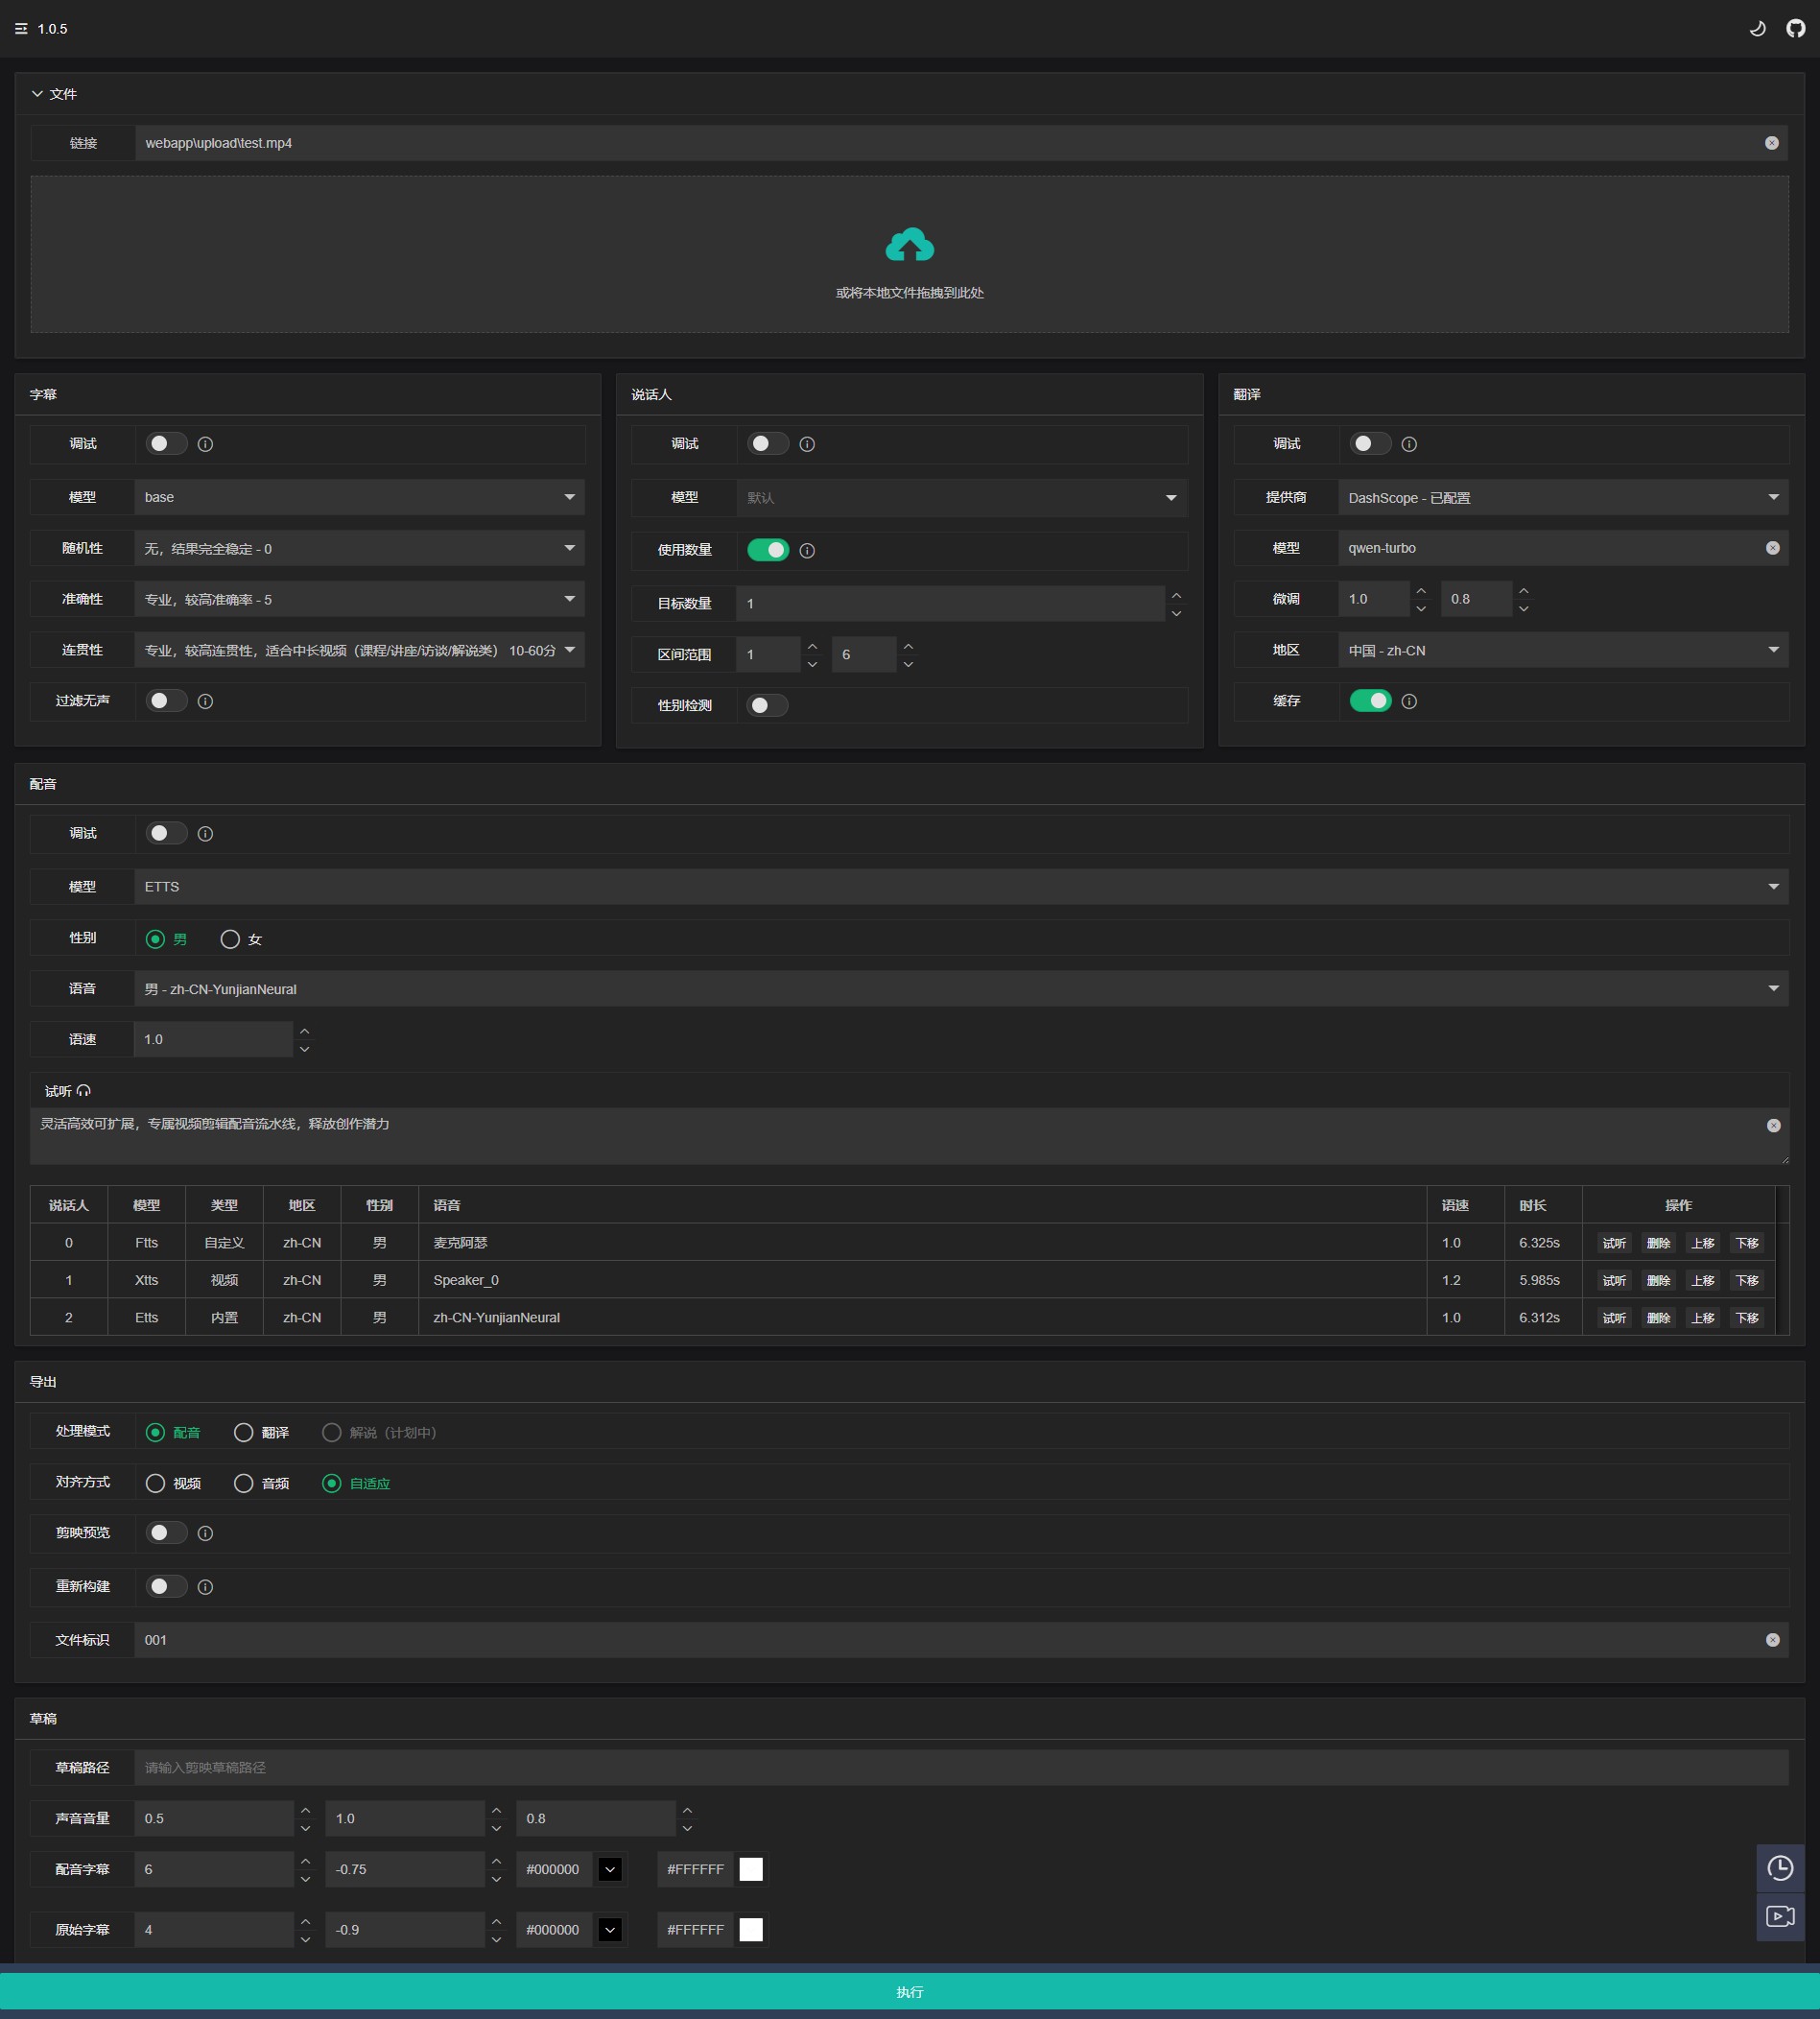 1.0.5
文件
链接 webapp\upload\test.mp4
或将本地文件拖拽到此处
字幕
调试
模型 base
随机性 无，结果完全稳定 - 0
准确性 专业，较高准确率 - 5
连贯性 专业，较高连贯性，适合中长视频（课程/讲座/访谈/解说类） 10-60分
过滤无声
说话人
调试
模型 默认
使用数量
目标数量 1
区间范围 1 6
性别检测
翻译
调试
提供商 DashScope - 已配置
模型 qwen-turbo
微调 1.0 0.8
地区 中国 - zh-CN
缓存
配音
调试
模型 ETTS
性别 男 女
语音 男 - zh-CN-YunjianNeural
语速 1.0
试听
灵活高效可扩展，专属视频剪辑配音流水线，释放创作潜力
说话人 模型 类型 地区 性别 语音 语速 时长 操作
0 Ftts 自定义 zh-CN 男 麦克阿瑟 1.0 6.325s 试听 删除 上移 下移
1 Xtts 视频 zh-CN 男 Speaker_0 1.2 5.985s 试听 删除 上移 下移
2 Etts 内置 zh-CN 男 zh-CN-YunjianNeural 1.0 6.312s 试听 删除 上移 下移
导出
处理模式 配音 翻译 解说（计划中）
对齐方式 视频 音频 自适应
剪映预览
重新构建
文件标识 001
草稿
草稿路径 请输入剪映草稿路径
声音音量 0.5 1.0 0.8
配音字幕 6 -0.75 #000000 #FFFFFF
原始字幕 4 -0.9 #000000 #FFFFFF
执行